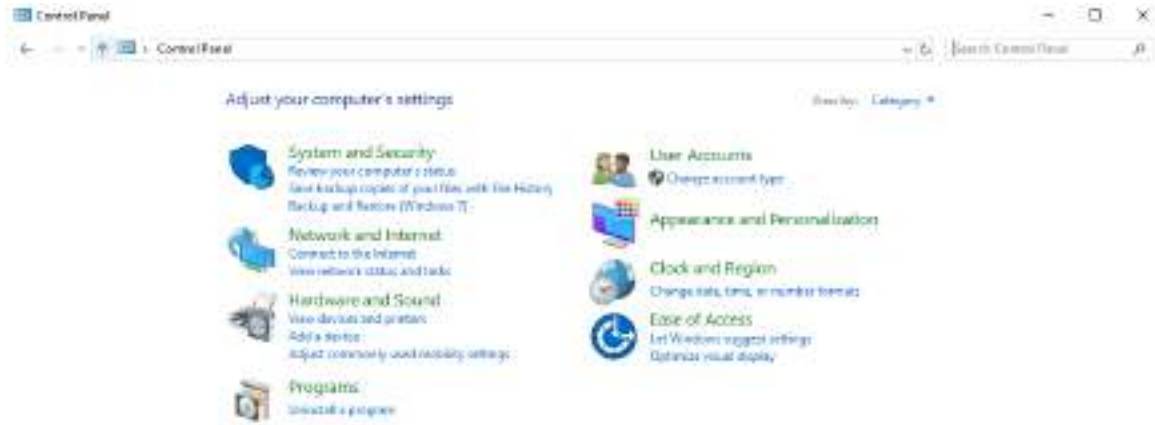 Control Panel
Control Panel
Search Control Panel
Adjust your computer's settings
View by: Category
System and Security
Review your computer's status
Save backup copies of your files with File History
Backup and Restore (Windows 7)
Network and Internet
Connect to the Internet
View network status and tasks
Hardware and Sound
View devices and printers
Add a device
Adjust commonly used mobility settings
Programs
Uninstall a program
User Accounts
Change account type
Appearance and Personalization
Clock and Region
Change date, time, or number formats
Ease of Access
Let Windows suggest settings
Optimize visual display